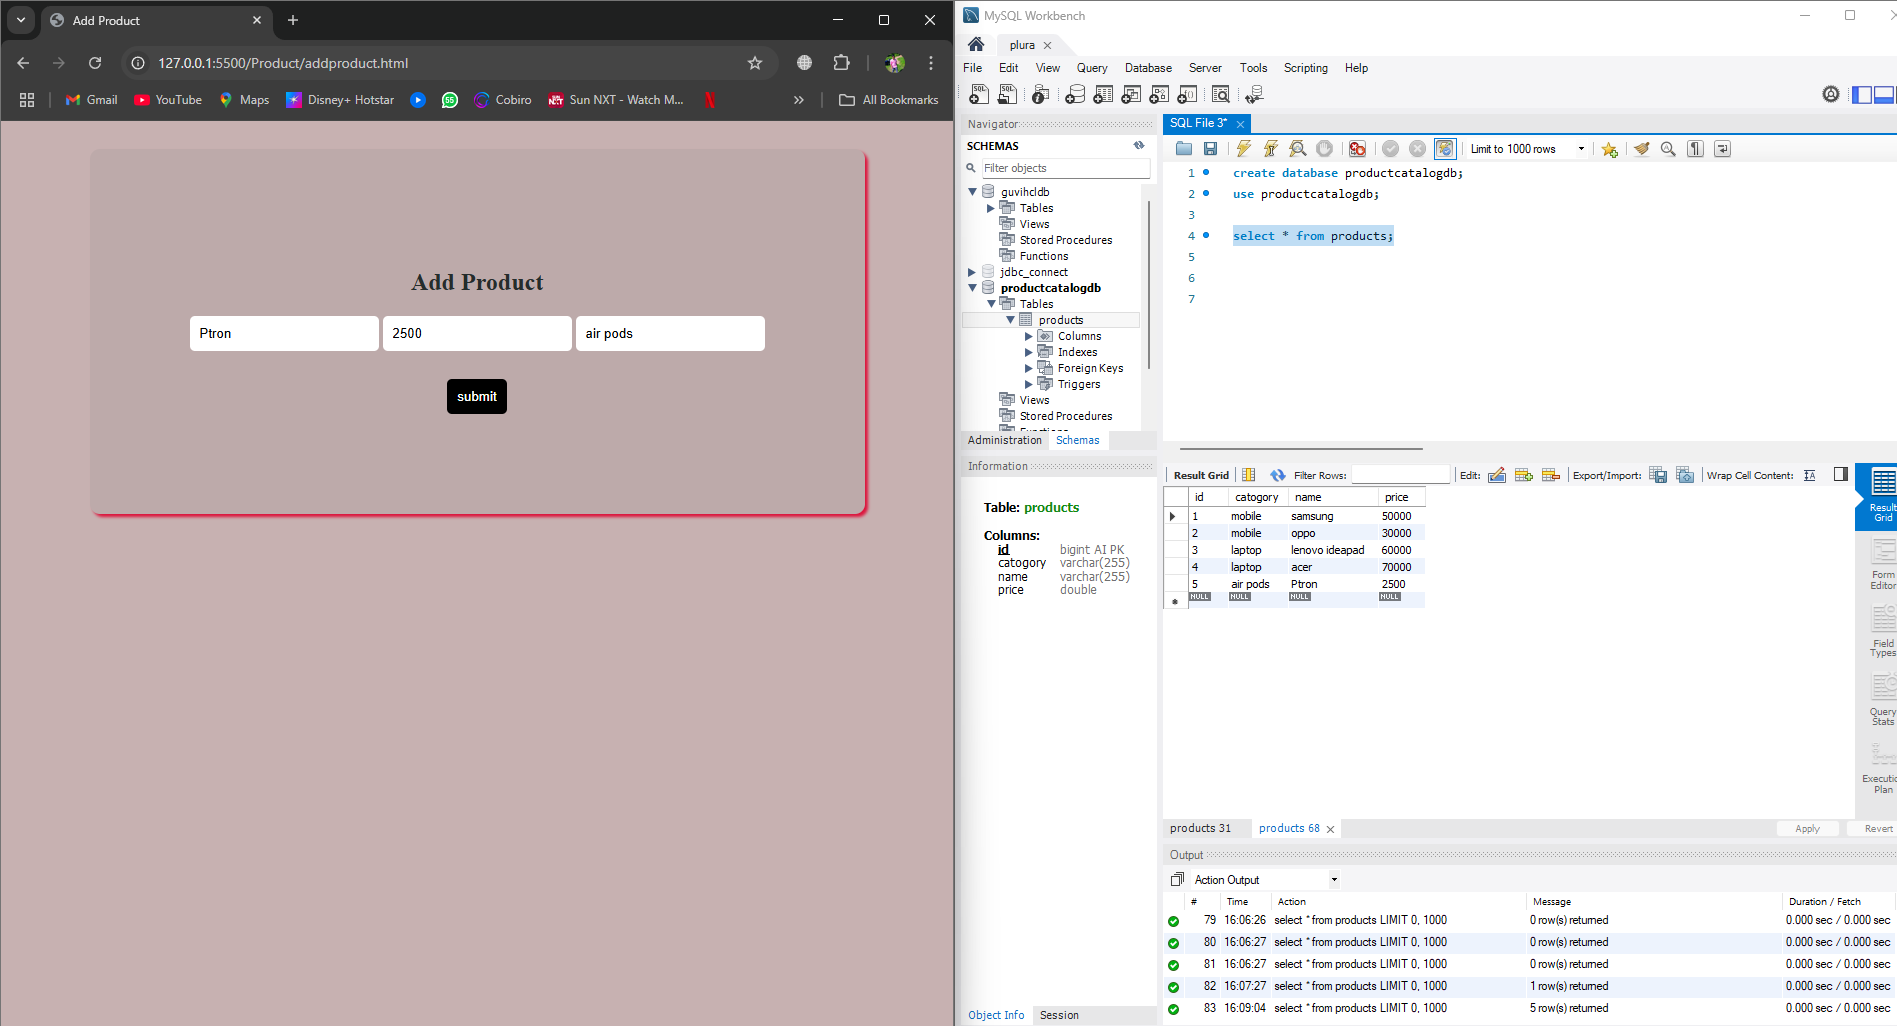 Add Product
127.0.0.1:5500/Product/addproduct.html
Gmail
YouTube
Maps
Disney+ Hotstar
55
Cobiro
SUN NXT
Sun NXT - Watch M...
N
»
All Bookmarks
Add Product
Ptron
2500
air pods
submit
MySQL Workbench
plura
File Edit View Query Database Server Tools Scripting Help
Navigator
SCHEMAS
Filter objects
guvihcldb
Tables
Views
Stored Procedures
Functions
jdbc_connect
productcatalogdb
Tables
products
Columns
Indexes
Foreign Keys
Triggers
Views
Stored Procedures
Functions
Administration Schemas
Information
Table: products
Columns:
id bigint AI PK
catogory varchar(255)
name varchar(255)
price double
Object Info Session
SQL File 3*
Limit to 1000 rows
1 create database productcatalogdb;
2 use productcatalogdb;
3
4 select * from products;
5
6
7
Result Grid Filter Rows: Edit: Export/Import: Wrap Cell Content:
id catogory name price
1 mobile samsung 50000
2 mobile oppo 30000
3 laptop lenovo ideapad 60000
4 laptop acer 70000
5 air pods Ptron 2500
NULL NULL NULL NULL
Result
Grid
Form
Editor
Field
Types
Query
Stats
Executio
Plan
products 31 products 68
Apply Revert
Output
Action Output
# Time Action Message Duration / Fetch
79 16:06:26 select * from products LIMIT 0, 1000 0 row(s) returned 0.000 sec / 0.000 sec
80 16:06:27 select * from products LIMIT 0, 1000 0 row(s) returned 0.000 sec / 0.000 sec
81 16:06:27 select * from products LIMIT 0, 1000 0 row(s) returned 0.000 sec / 0.000 sec
82 16:07:27 select * from products LIMIT 0, 1000 1 row(s) returned 0.000 sec / 0.000 sec
83 16:09:04 select * from products LIMIT 0, 1000 5 row(s) returned 0.000 sec / 0.000 sec